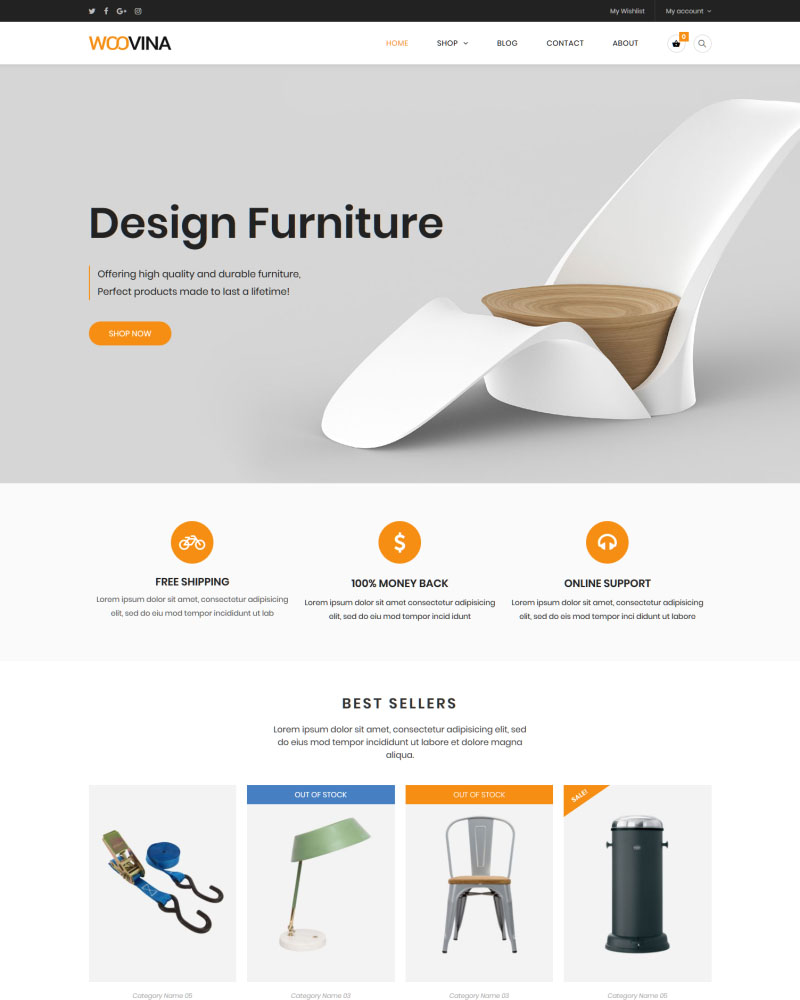 My Wishlist
My account
WOOVINA
HOME
SHOP
BLOG
CONTACT
ABOUT
0
Design Furniture
Offering high quality and durable furniture,
Perfect products made to last a lifetime!
SHOP NOW
FREE SHIPPING
Lorem ipsum dolor sit amet, consectetur adipisicing
elit, sed do eiu mod tempor incididunt ut lab
100% MONEY BACK
Lorem ipsum dolor sit amet consectetur adipisicing
elit, sed do eiu mod tempor incid idunt
ONLINE SUPPORT
Lorem ipsum dolor sit amet, consectetur adipisicing
elit, sed do eis mod tempor inci didunt ut labore
BEST SELLERS
Lorem ipsum dolor sit amet, consectetur adipisicing elit, sed
do eius mod tempor incididunt ut labore et dolore magna
aliqua.
OUT OF STOCK
OUT OF STOCK
SALE!
Category Name 05
Category Name 03
Category Name 03
Category Name 05